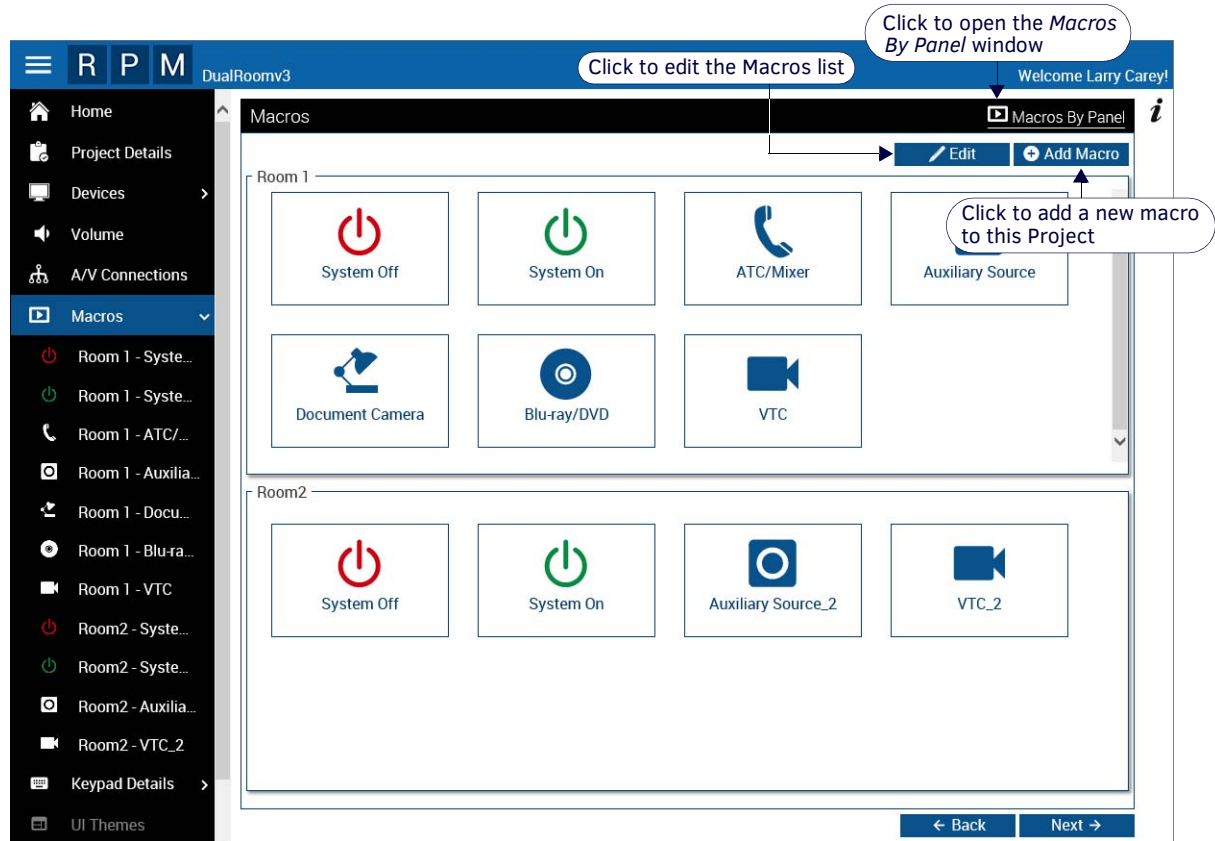 Click to open the Macros
By Panel window
Click to edit the Macros list
R P M DualRoomv3
Welcome Larry Carey!
Home
Project Details
Devices
Volume
A/V Connections
Macros
Room 1 - Syste...
Room 1 - Syste...
Room 1 - ATC/...
Room 1 - Auxilia...
Room 1 - Docu...
Room 1 - Blu-ra...
Room 1 - VTC
Room2 - Syste...
Room2 - Syste...
Room2 - Auxilia...
Room2 - VTC_2
Keypad Details
UI Themes
Macros
Macros By Panel
i
Edit
Add Macro
Click to add a new macro
to this Project
Room 1
System Off
System On
ATC/Mixer
Auxiliary Source
Document Camera
Blu-ray/DVD
VTC
Room2
System Off
System On
Auxiliary Source_2
VTC_2
← Back
Next →